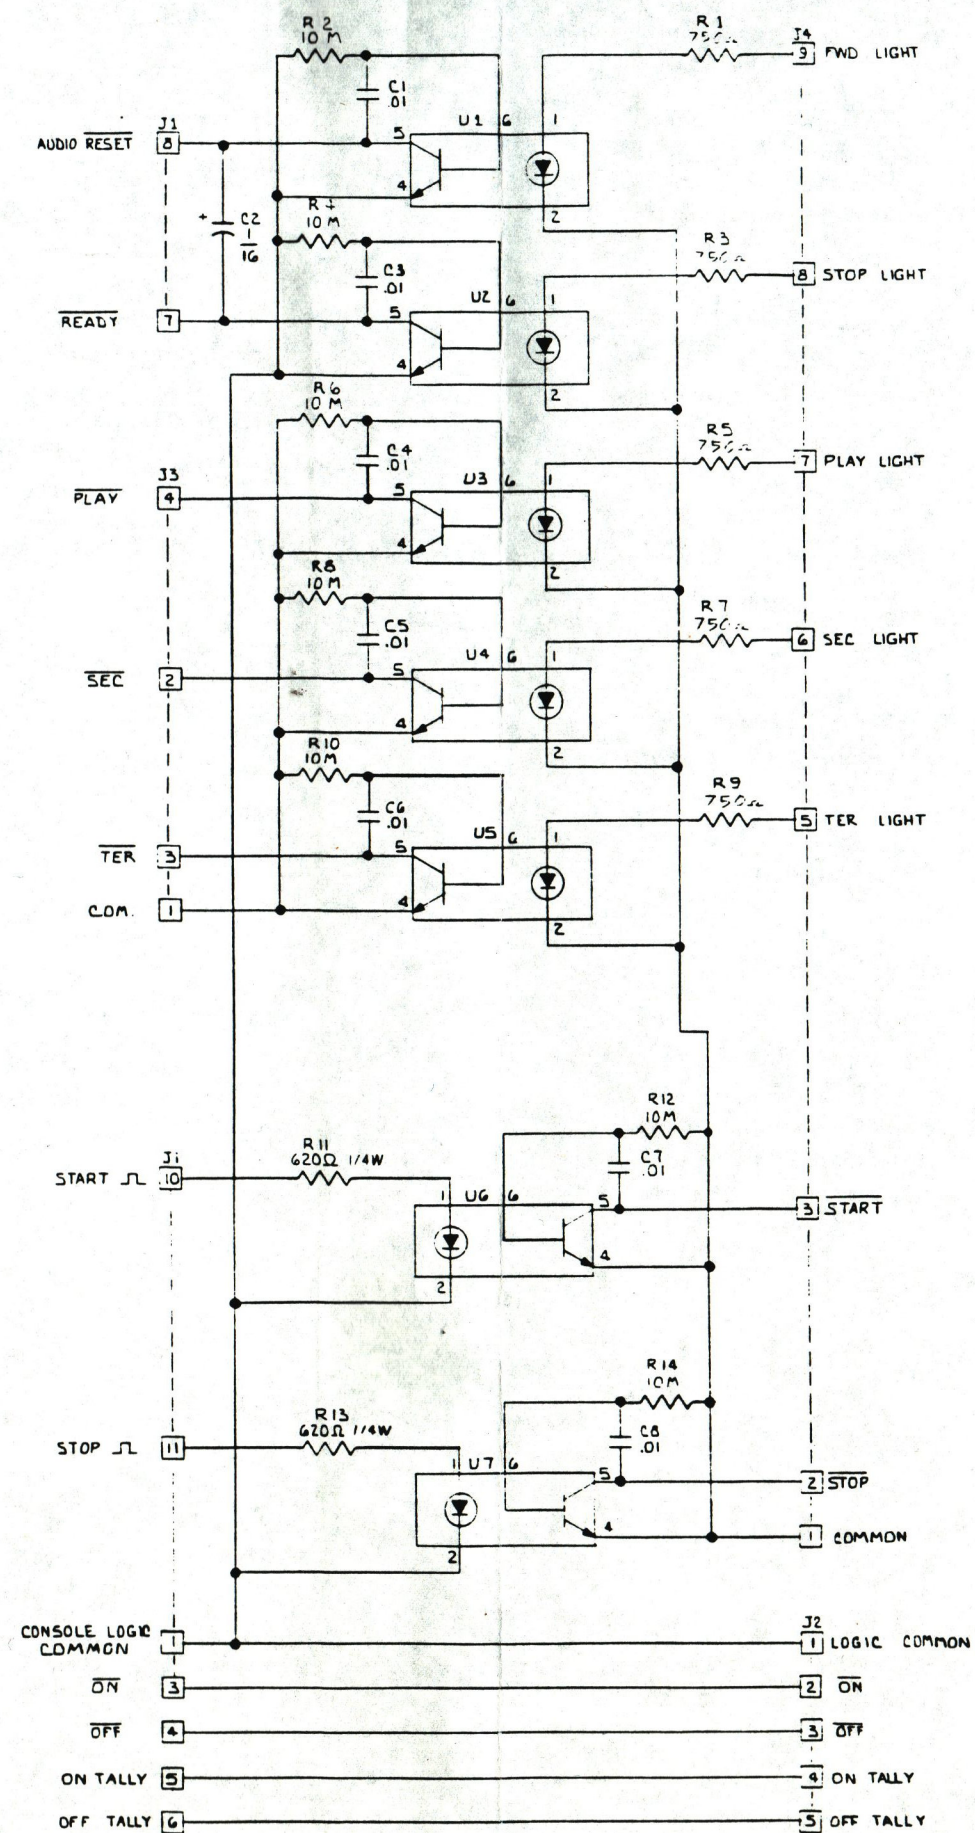 R2
10 M
R1
750Ω
J4
9 FWD LIGHT
C1
.01
U1 6 1
J1
AUDIO RESET 8
5
4
2
+ C2
1
16
10 M
R3
750Ω
8 STOP LIGHT
C3
.01
U2 6 1
READY 7
5
4
2
R6
10 M
R5
750Ω
7 PLAY LIGHT
C4
.01
U3 6 1
J3
PLAY 4
5
4
2
R8
10 M
R7
750Ω
6 SEC LIGHT
C5
.01
U4 6 1
SEC 2
5
4
2
R10
10M
R9
750Ω
5 TER LIGHT
C6
.01
U5 6 1
TER 3
5
COM. 1
4
2
R12
10M
R11
620Ω 1/4W
C7
.01
J1
START 10
1 U6 6
5
3 START
4
2
R14
10M
R13
620Ω 1/4W
C8
.01
STOP 11
1 U7 6
5
2 STOP
4
1 COMMON
2
CONSOLE LOGIC
COMMON 1
J2
1 LOGIC COMMON
ON 3
2 ON
OFF 4
3 OFF
ON TALLY 5
4 ON TALLY
OFF TALLY 6
5 OFF TALLY